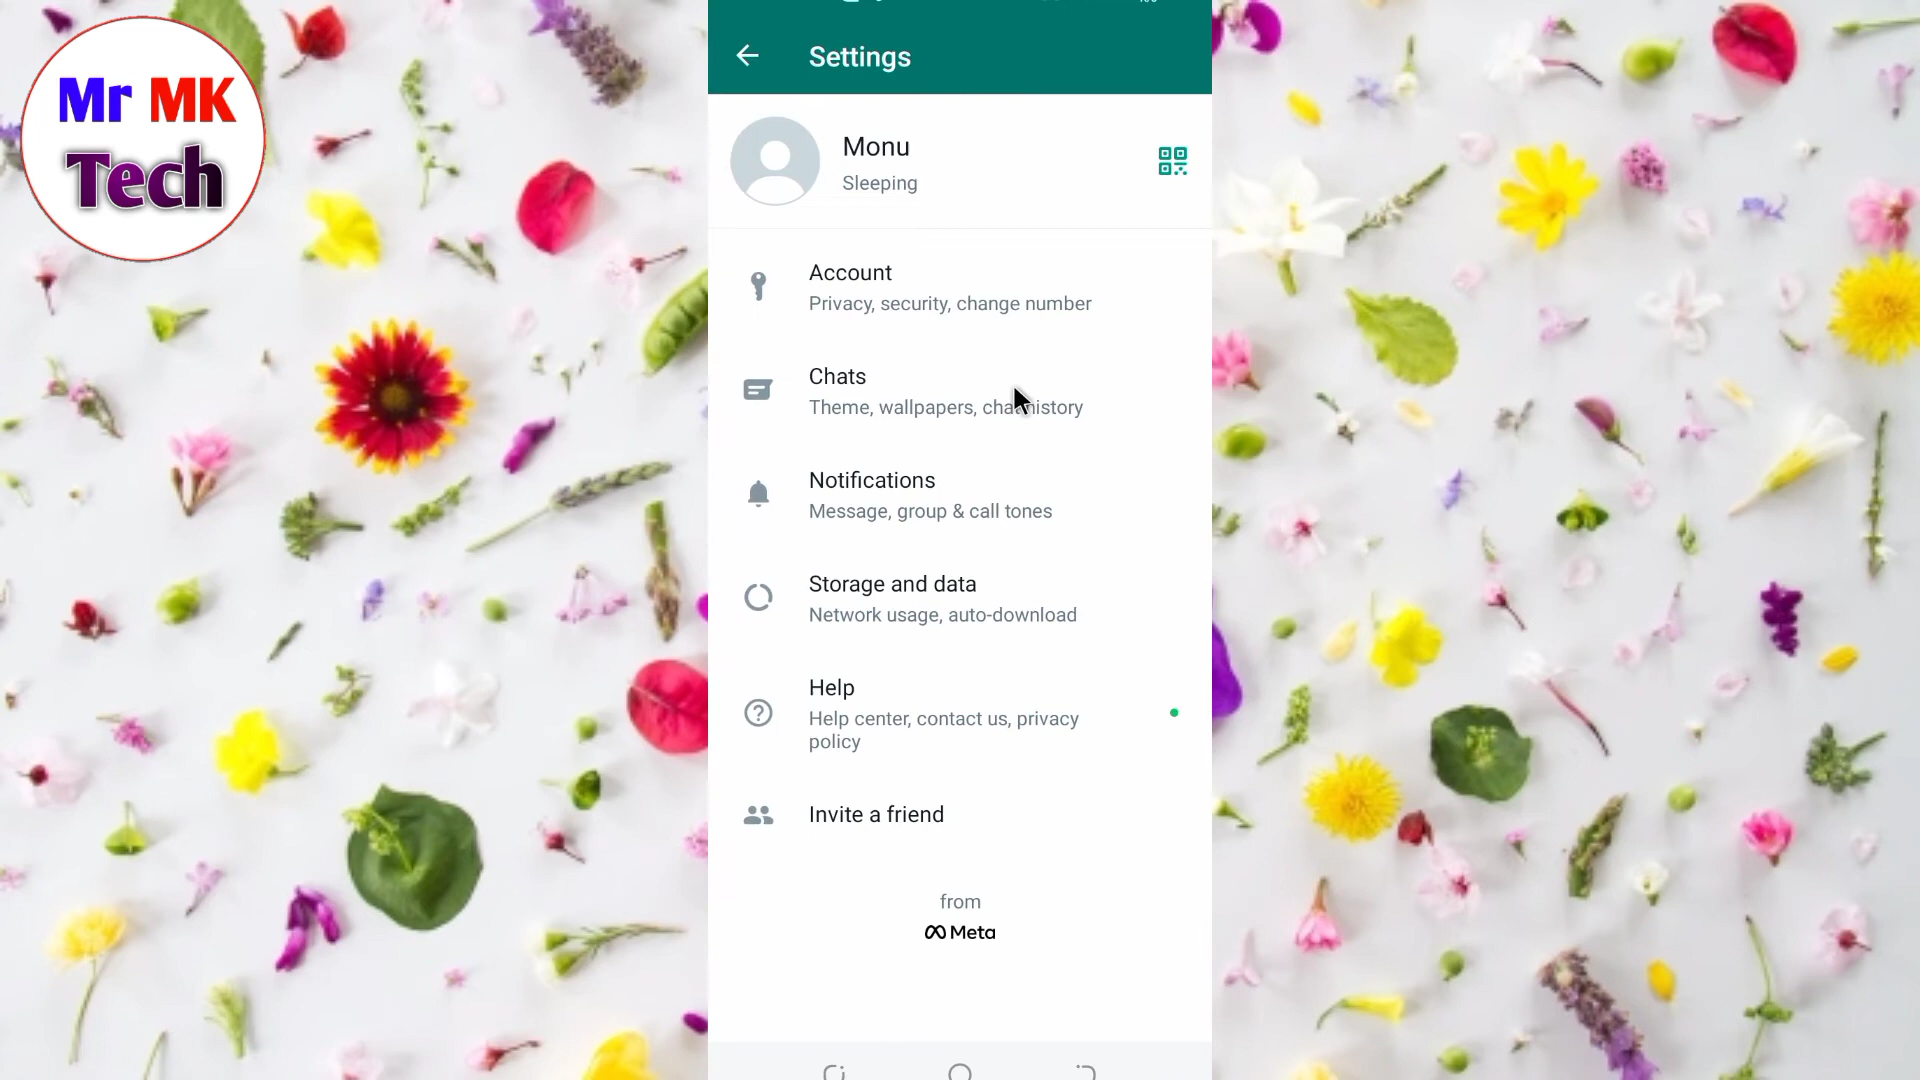 Mr MK
Tech
Settings
Monu
Sleeping
Account
Privacy, security, change number
Chats
Theme, wallpapers, chat history
Notifications
Message, group & call tones
Storage and data
Network usage, auto-download
Help
Help center, contact us, privacy
policy
Invite a friend
from
Meta